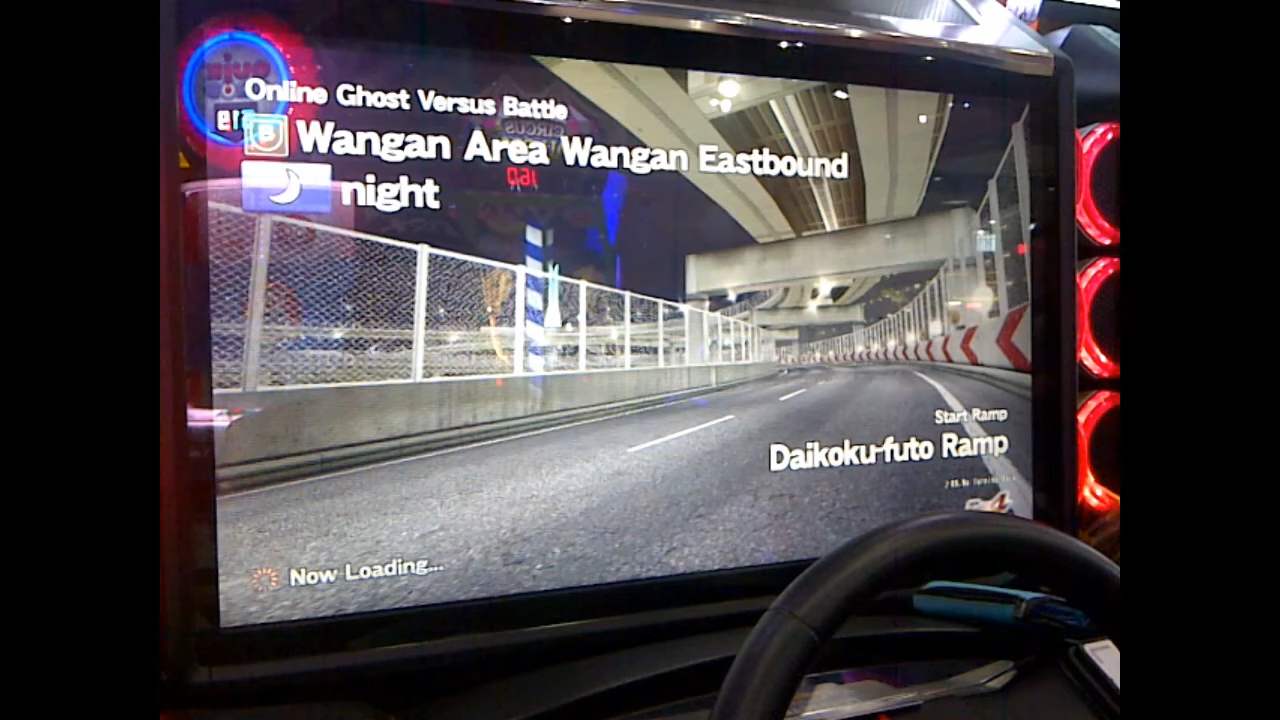 Online Ghost Versus Battle
B Wangan Area Wangan Eastbound
night
Start Ramp
Daikoku-futo Ramp
Now Loading...